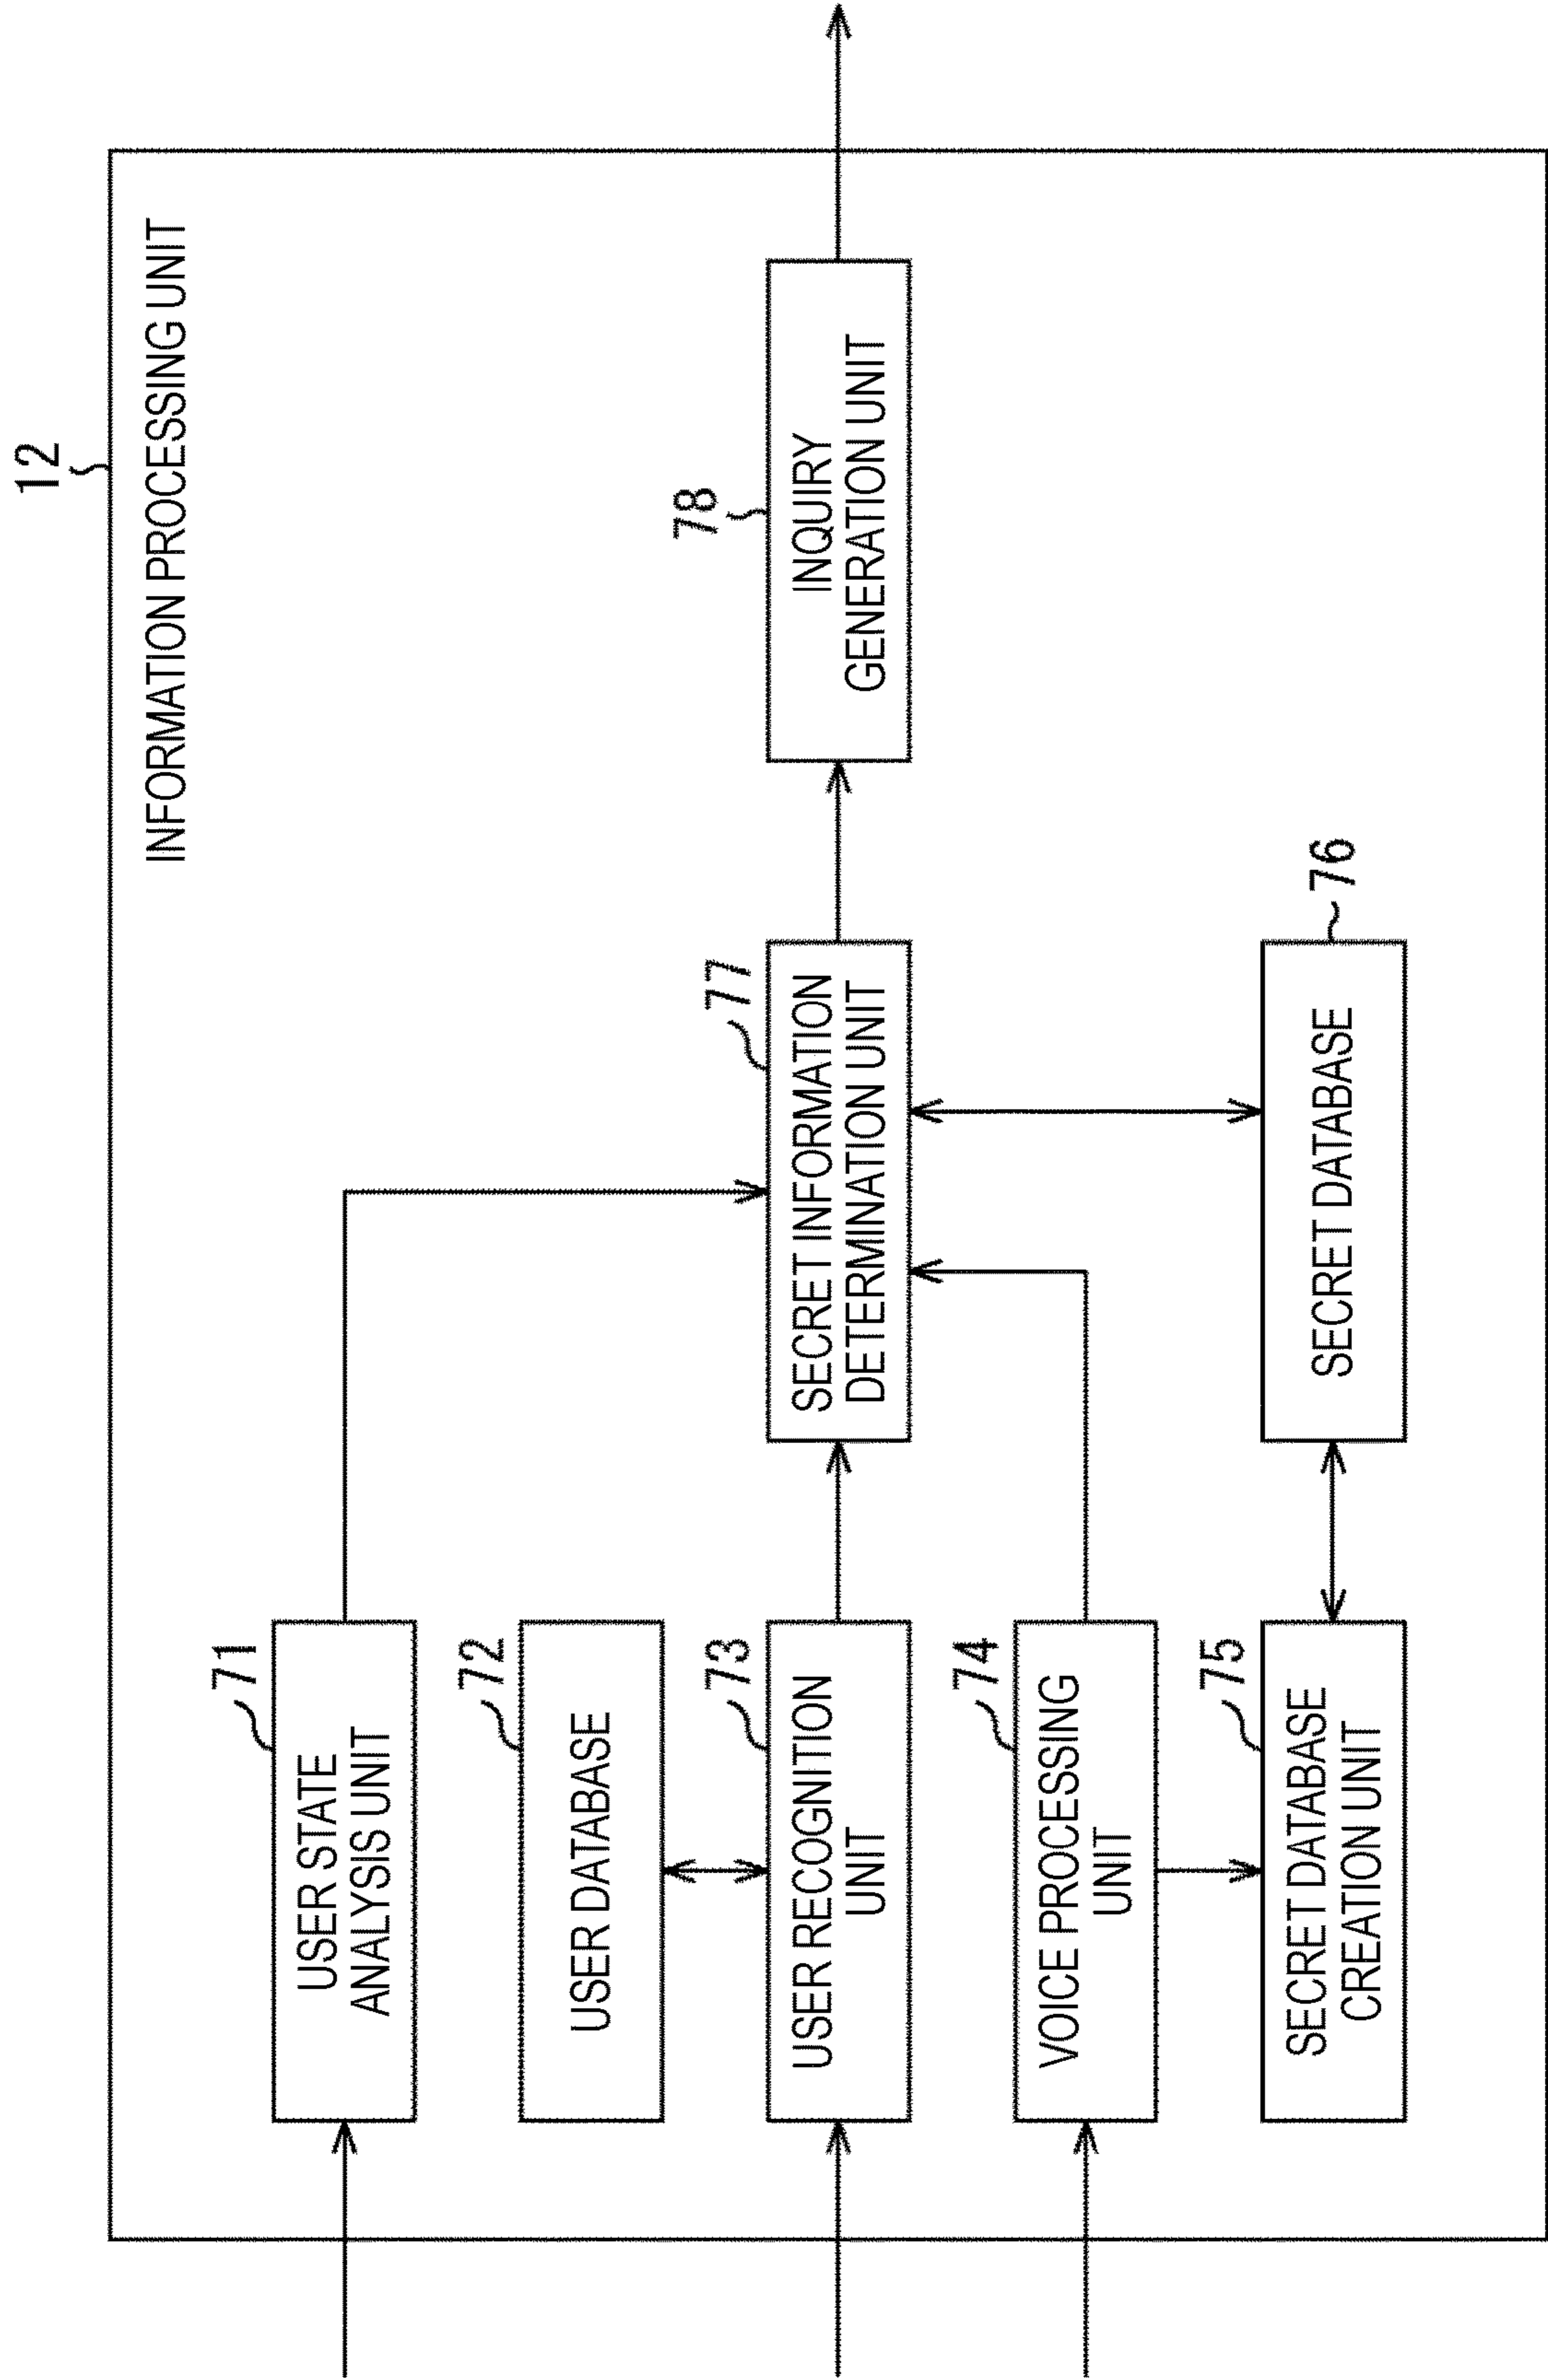 12
INFORMATION PROCESSING UNIT
71
USER STATE
ANALYSIS UNIT
72
USER DATABASE
73
USER RECOGNITION
UNIT
74
VOICE PROCESSING
UNIT
75
SECRET DATABASE
CREATION UNIT
77
SECRET INFORMATION
DETERMINATION UNIT
76
SECRET DATABASE
78
INQUIRY
GENERATION UNIT